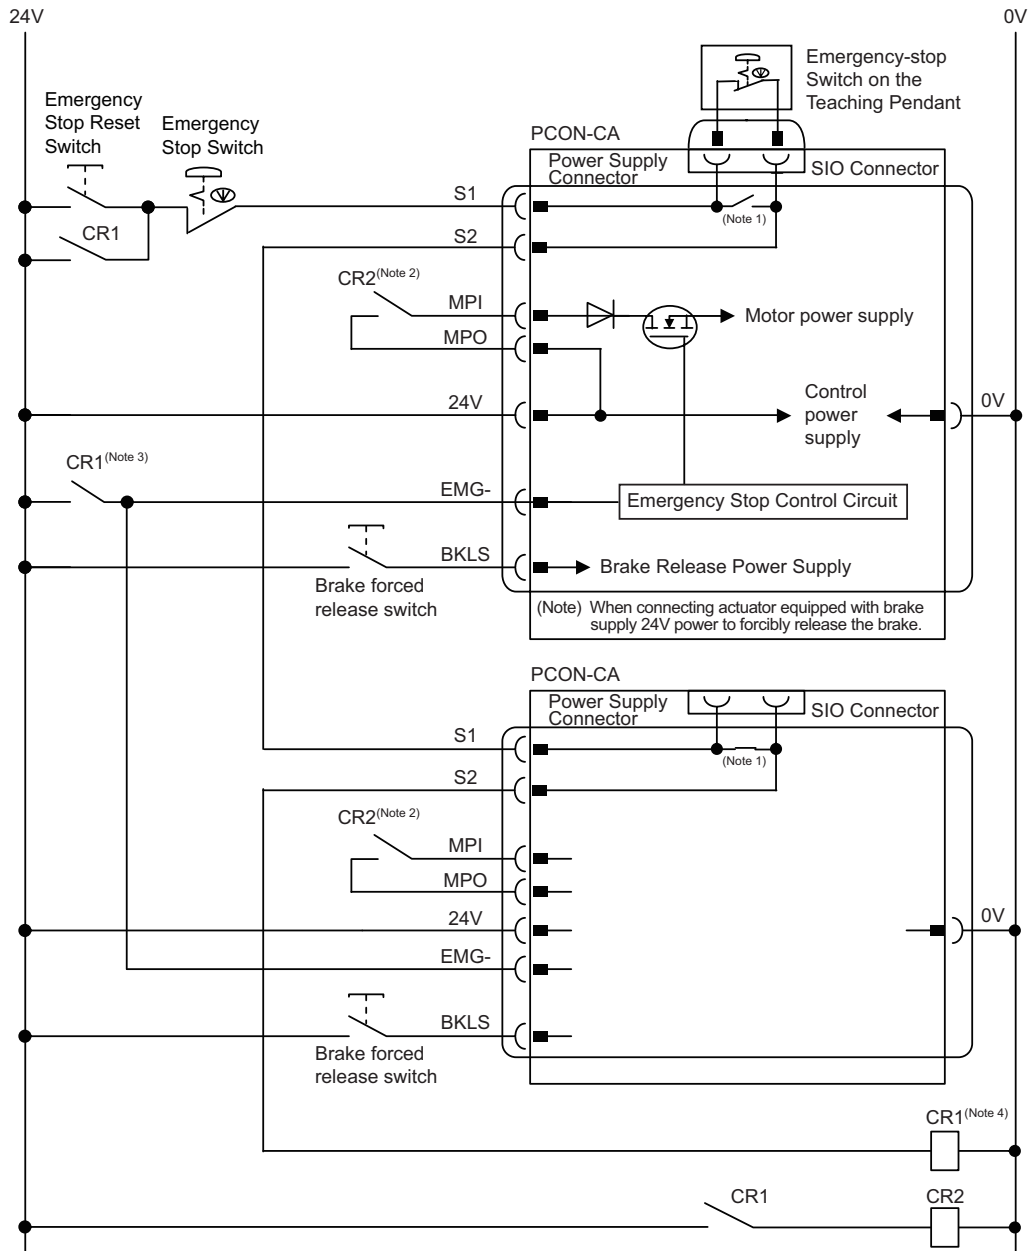 24V
0V
Emergency-stop
Switch on the
Teaching Pendant
Emergency
Stop Reset
Switch
Emergency
Stop Switch
PCON-CA
Power Supply
Connector
SIO Connector
S1
(Note 1)
CR1
S2
CR2(Note 2)
MPI
Motor power supply
MPO
Control
power
supply
24V
0V
CR1(Note 3)
EMG-
Emergency Stop Control Circuit
BKLS
Brake Release Power Supply
Brake forced
release switch
(Note) When connecting actuator equipped with brake
supply 24V power to forcibly release the brake.
PCON-CA
Power Supply
Connector
SIO Connector
S1
(Note 1)
S2
CR2(Note 2)
MPI
MPO
24V
0V
EMG-
BKLS
Brake forced
release switch
CR1(Note 4)
CR1
CR2